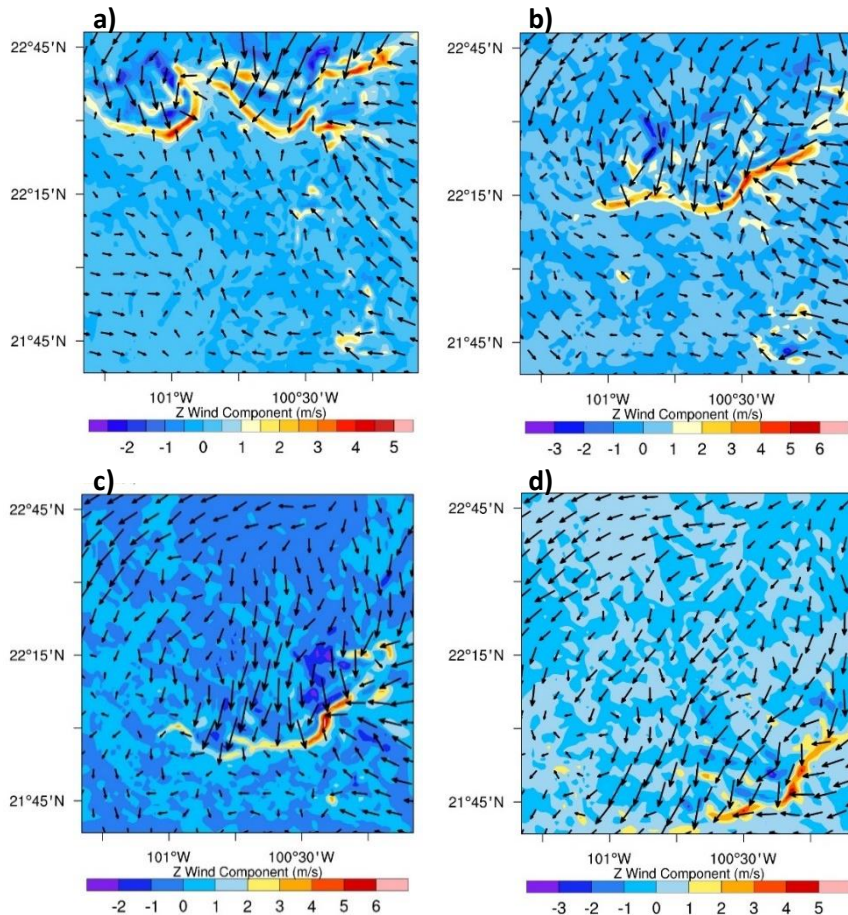 a)
22°45'N
22°15'N
21°45'N
101°W 100°30'W
Z Wind Component (m/s)
-2 -1 0 1 2 3 4 5
b)
22°45'N
22°15'N
21°45'N
101°W 100°30'W
Z Wind Component (m/s)
-3 -2 -1 0 1 2 3 4 5 6
c)
22°45'N
22°15'N
21°45'N
101°W 100°30'W
Z Wind Component (m/s)
-2 -1 0 1 2 3 4 5 6
d)
22°45'N
22°15'N
21°45'N
101°W 100°30'W
Z Wind Component (m/s)
-3 -2 -1 0 1 2 3 4 5